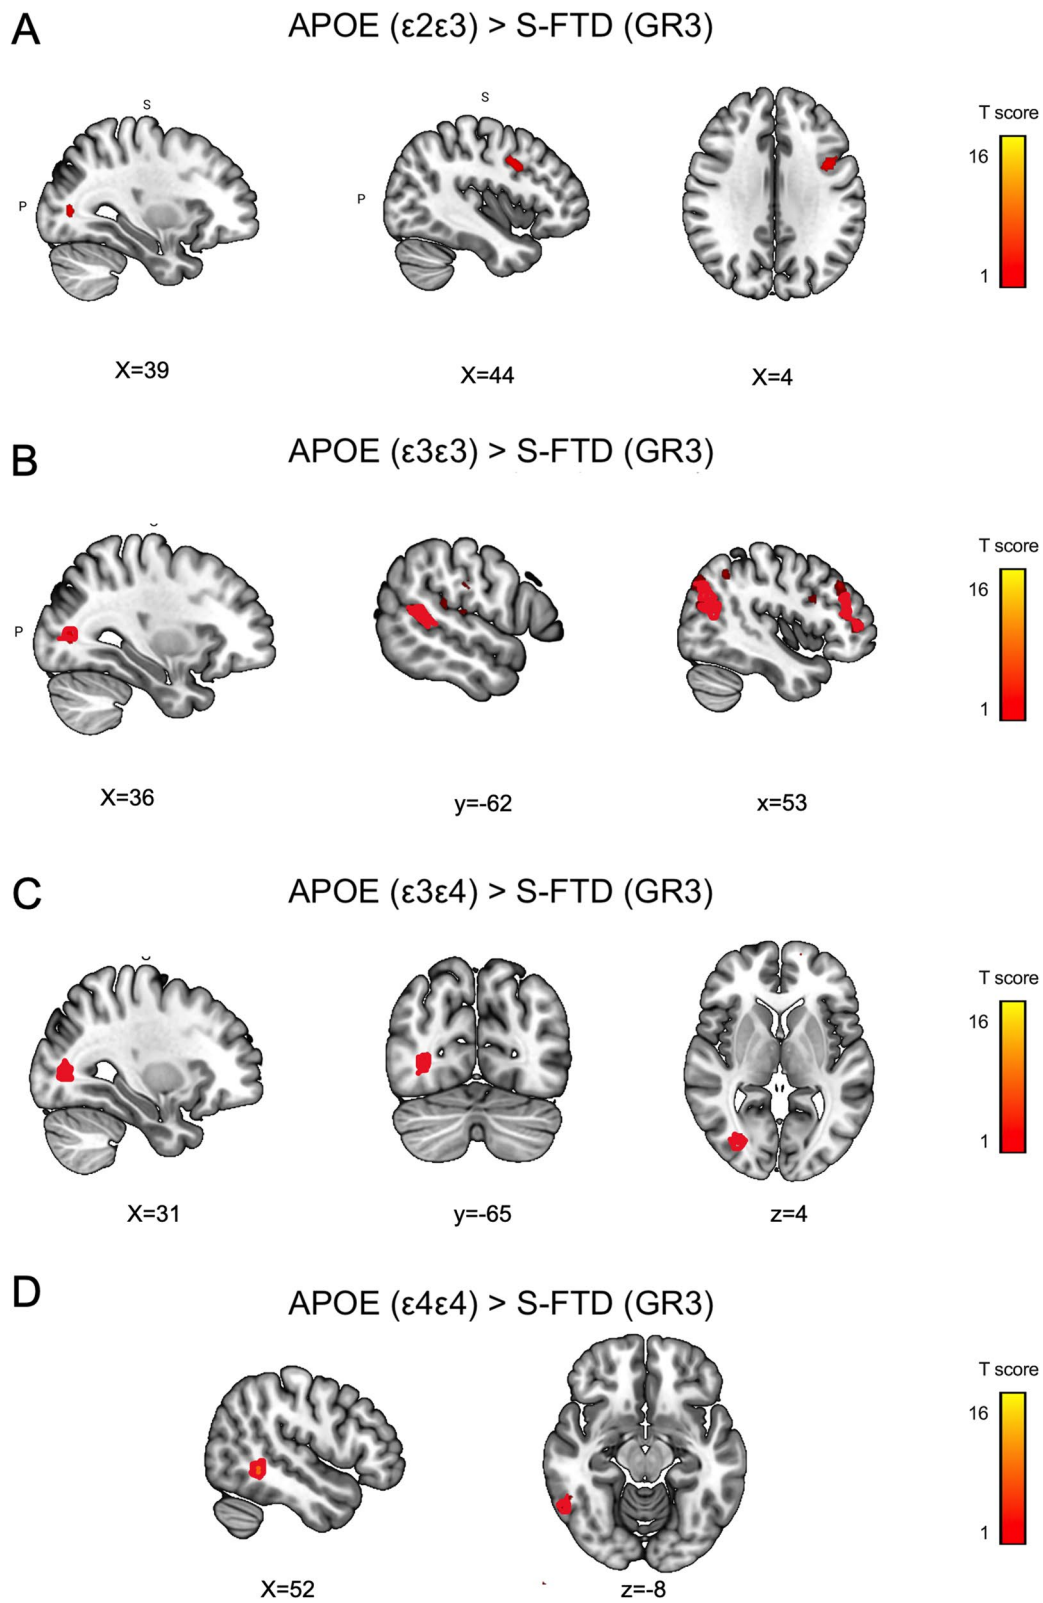 A
APOE (ε2ε3) > S-FTD (GR3)
S
S
P
P
T score
16
1
X=39
X=44
X=4
B
APOE (ε3ε3) > S-FTD (GR3)
P
T score
16
1
X=36
y=-62
x=53
C
APOE (ε3ε4) > S-FTD (GR3)
T score
16
1
X=31
y=-65
z=4
D
APOE (ε4ε4) > S-FTD (GR3)
T score
16
1
X=52
z=-8